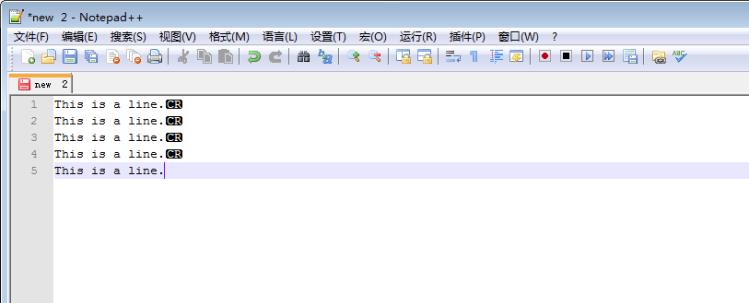 *new 2 - Notepad++
文件(F) 编辑(E) 搜索(S) 视图(V) 格式(M) 语言(L) 设置(T) 宏(O) 运行(R) 插件(P) 窗口(W) ?
ABC
new 2
1 This is a line.CR
2 This is a line.CR
3 This is a line.CR
4 This is a line.CR
5 This is a line.